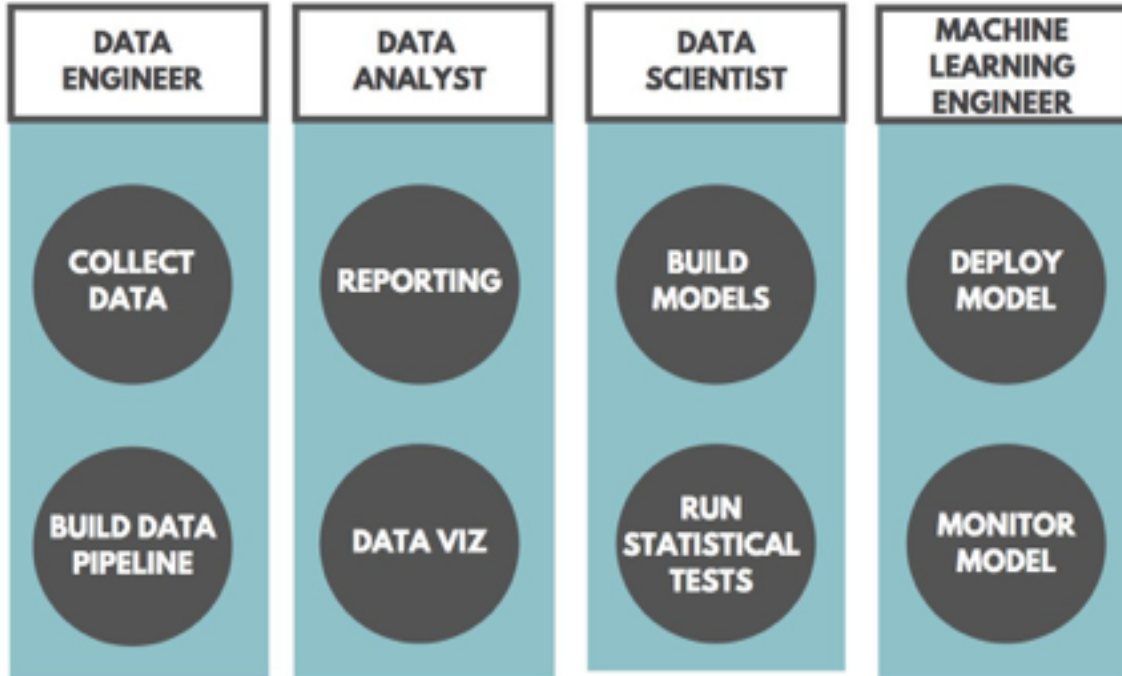 DATA
ENGINEER
DATA
ANALYST
DATA
SCIENTIST
MACHINE
LEARNING
ENGINEER
COLLECT
DATA
REPORTING
BUILD
MODELS
DEPLOY
MODEL
BUILD DATA
PIPELINE
DATA VIZ
RUN
STATISTICAL
TESTS
MONITOR
MODEL